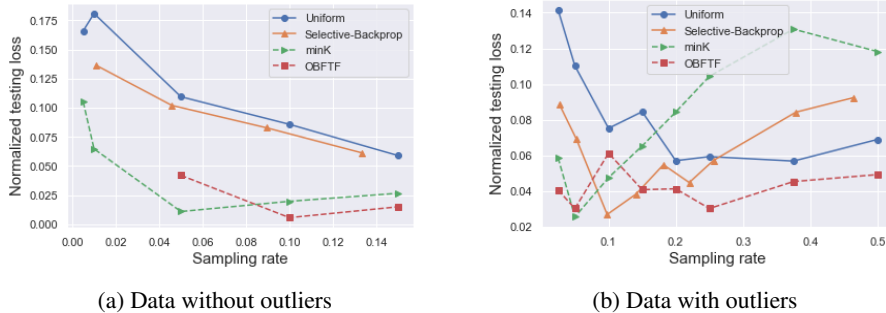 Normalized testing loss
0.175
0.150
0.125
0.100
0.075
0.050
0.025
0.000
Uniform
Selective-Backprop
minK
OBFTF
0.00 0.02 0.04 0.06 0.08 0.10 0.12 0.14
Sampling rate
(a) Data without outliers
Normalized testing loss
0.14
0.12
0.10
0.08
0.06
0.04
0.02
Uniform
Selective-Backprop
minK
OBFTF
0.1 0.2 0.3 0.4 0.5
Sampling rate
(b) Data with outliers